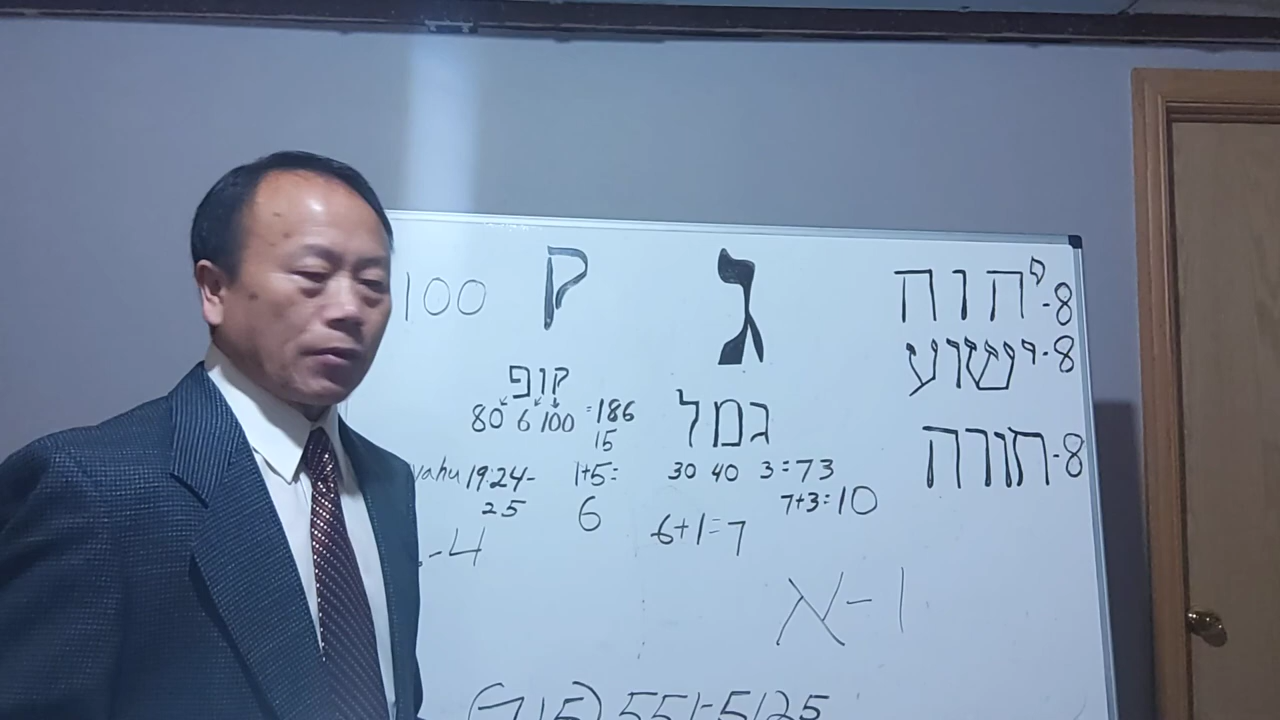 100 ק ג יהוה-8
ישוע-8
קופ
80 6 100 =186
גמל
תורה-8
15
yahu 19:24-25
1+5=
6
30 40 3=73
7+3=10
6+1=7
-4
א-1
(715) 551-5125